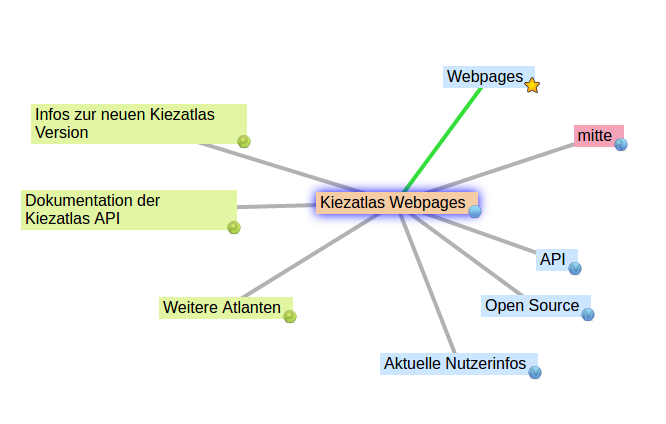 Webpages
Infos zur neuen Kiezatlas
Version
mitte
Dokumentation der
Kiezatlas API
Kiezatlas Webpages
API
Weitere Atlanten
Open Source
Aktuelle Nutzerinfos